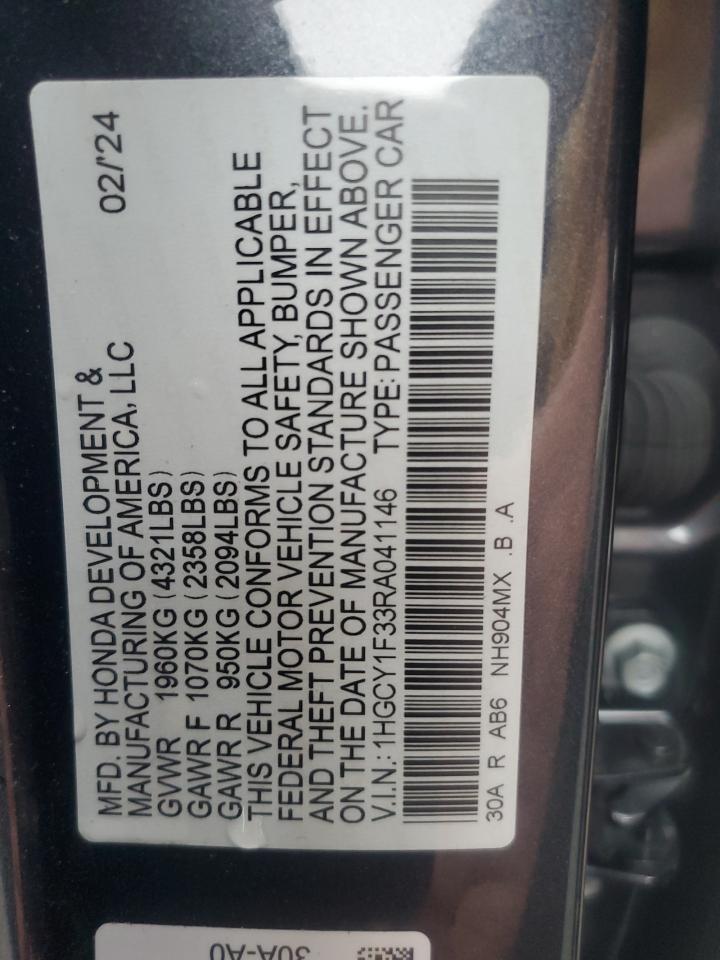 MFD. BY HONDA DEVELOPMENT & 02/'24
MANUFACTURING OF AMERICA, LLC
GVWR 1960KG (4321LBS)
GAWR F 1070KG (2358LBS)
GAWR R 950KG (2094LBS)
THIS VEHICLE CONFORMS TO ALL APPLICABLE
FEDERAL MOTOR VEHICLE SAFETY, BUMPER,
AND THEFT PREVENTION STANDARDS IN EFFECT
ON THE DATE OF MANUFACTURE SHOWN ABOVE.
V.I.N.: 1HGCY1F33RA041146 TYPE: PASSENGER CAR
30A R AB6 NH904MX .B .A
30A-A0